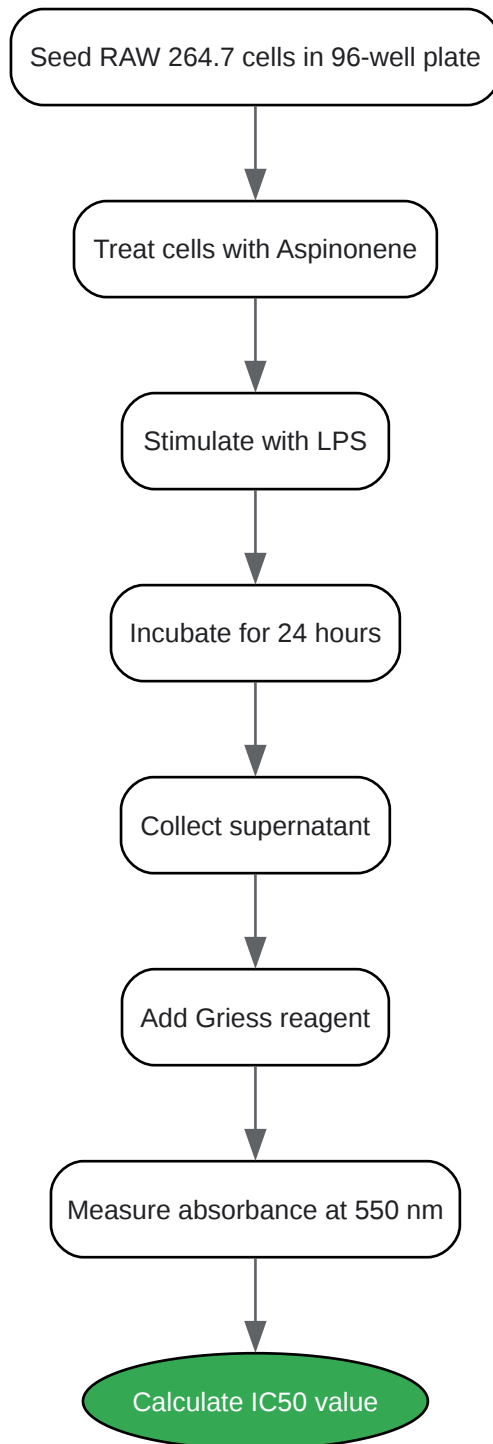 Seed RAW 264.7 cells in 96-well plate
Treat cells with Aspinonene
Stimulate with LPS
Incubate for 24 hours
Collect supernatant
Add Griess reagent
Measure absorbance at 550 nm
Calculate IC50 value